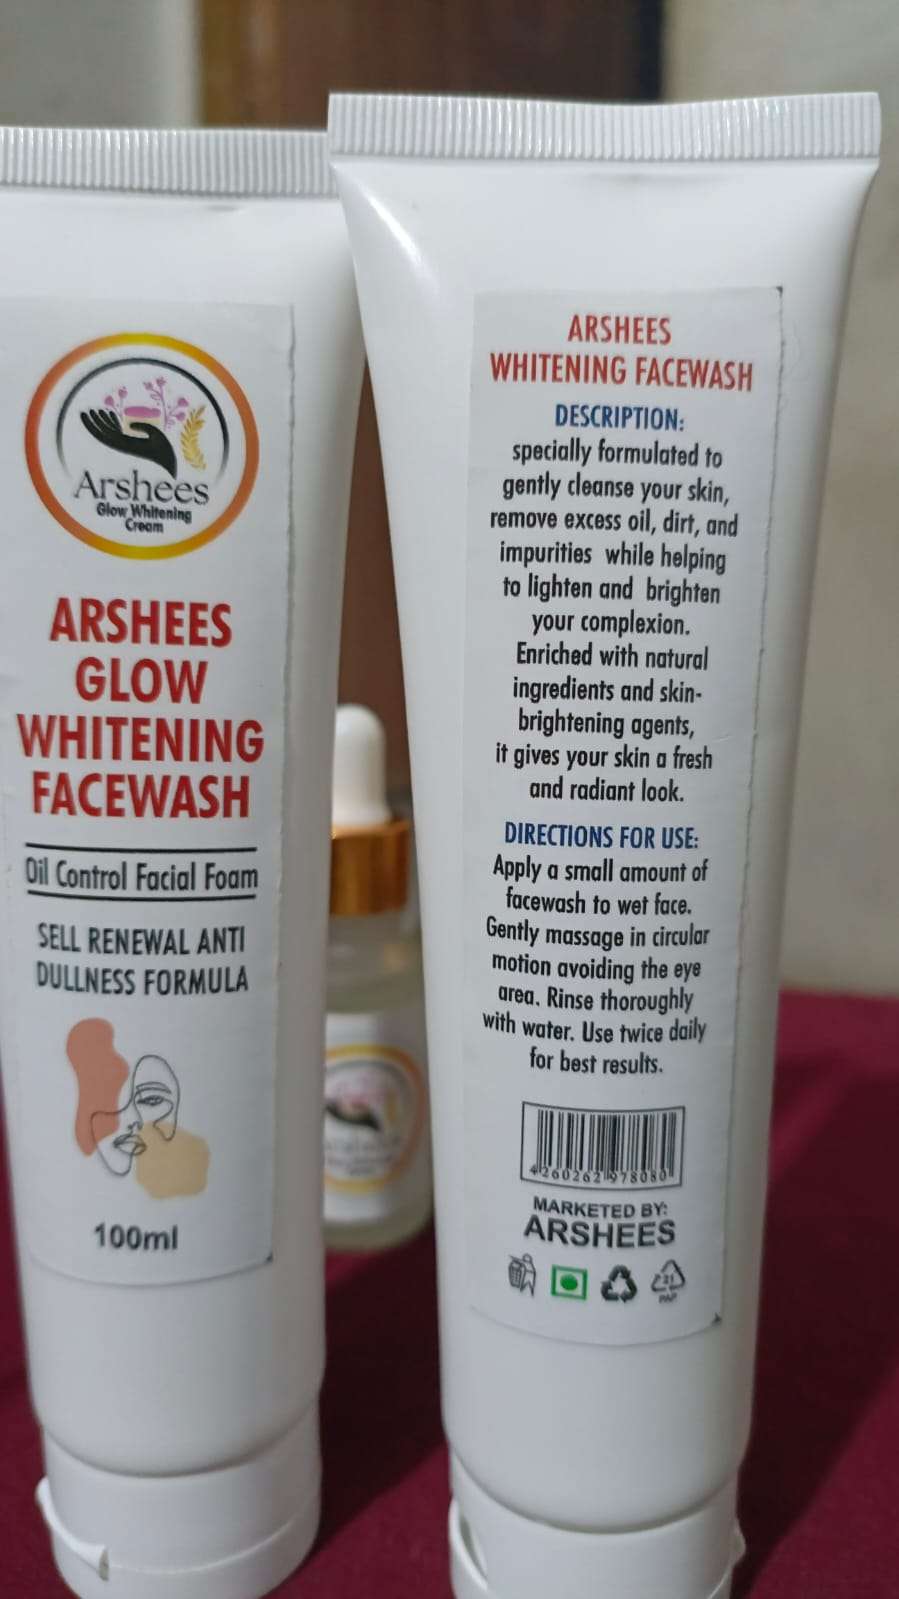 Arshees
Glow Whitening
Cream
ARSHEES
GLOW
WHITENING
FACEWASH
Oil Control Facial Foam
SELL RENEWAL ANTI
DULLNESS FORMULA
100ml
ARSHEES
WHITENING FACEWASH
DESCRIPTION:
specially formulated to
gently cleanse your skin,
remove excess oil, dirt, and
impurities while helping
to lighten and brighten
your complexion.
Enriched with natural
ingredients and skin-
brightening agents,
it gives your skin a fresh
and radiant look.
DIRECTIONS FOR USE:
Apply a small amount of
facewash to wet face.
Gently massage in circular
motion avoiding the eye
area. Rinse thoroughly
with water. Use twice daily
for best results.
4260262978080
MARKETED BY:
ARSHEES
21
PAP